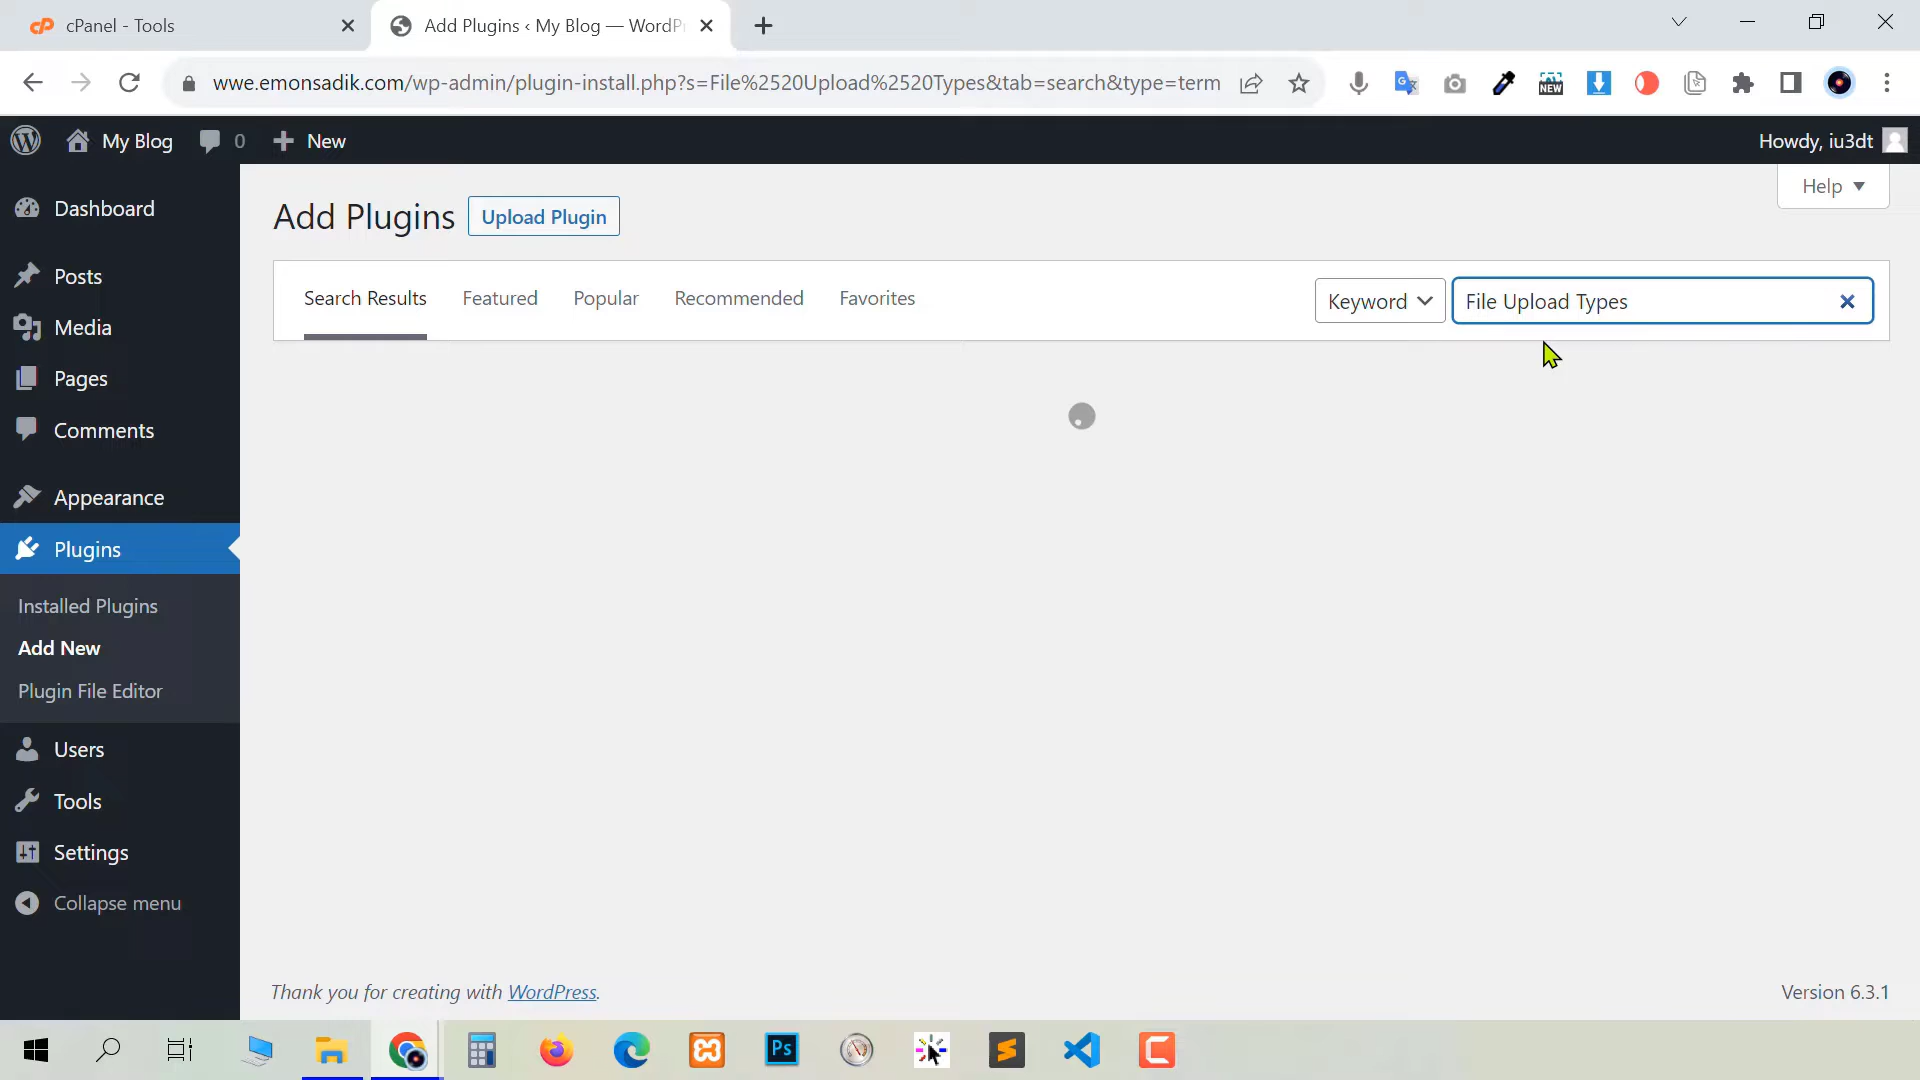 cPanel - Tools
Add Plugins ‹ My Blog — WordP
wwe.emonsadik.com/wp-admin/plugin-install.php?s=File%2520Upload%2520Types&tab=search&type=term
NEW
My Blog
0
New
Howdy, iu3dt
Help
Dashboard
Posts
Media
Pages
Comments
Appearance
Plugins
Installed Plugins
Add New
Plugin File Editor
Users
Tools
Settings
Collapse menu
Add Plugins
Upload Plugin
Search Results
Featured
Popular
Recommended
Favorites
Keyword
File Upload Types
Thank you for creating with WordPress.
Version 6.3.1
Ps